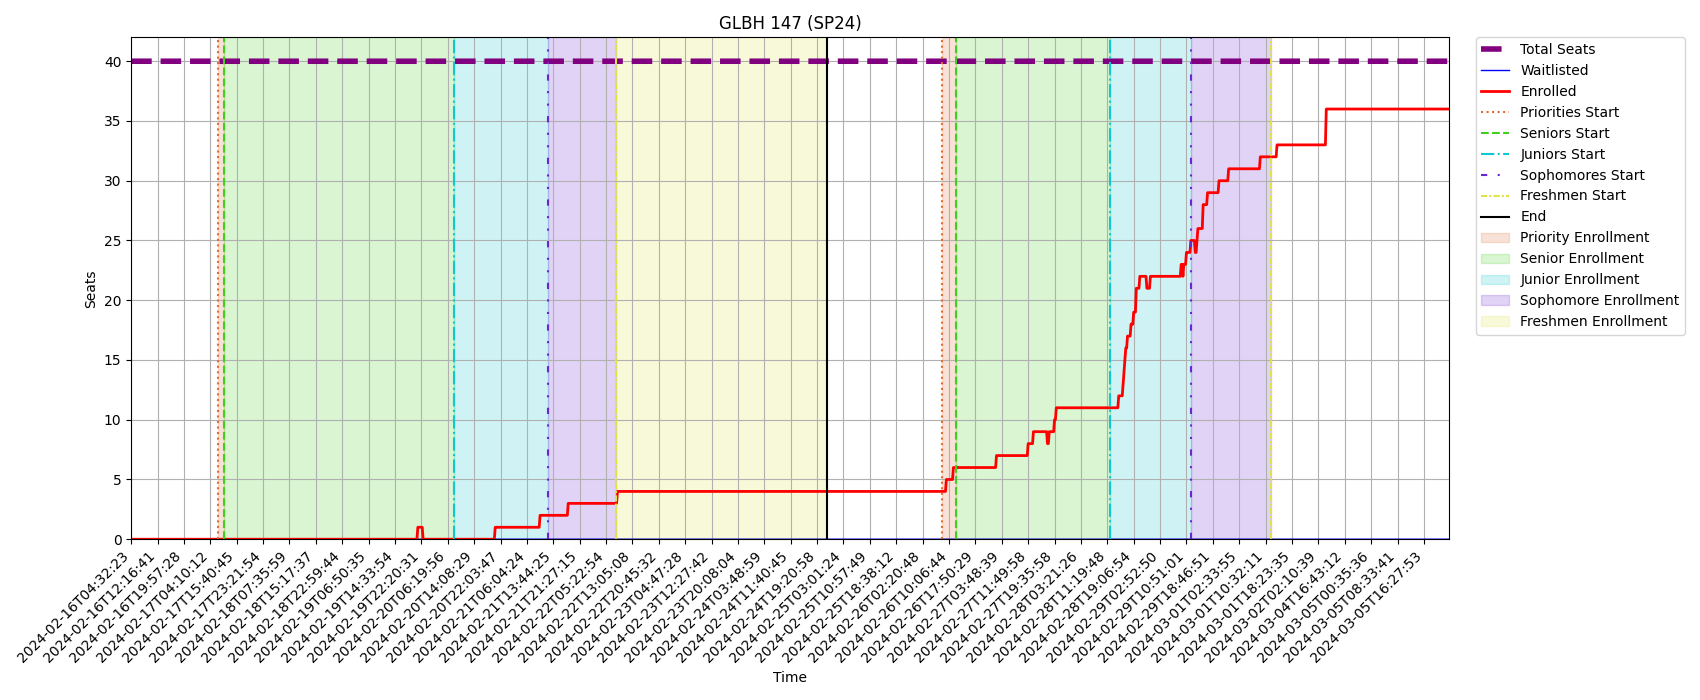 GLBH 147 (SP24)
Seats
40
35
30
25
20
15
10
5
0
2024-02-16T04:32:23
2024-02-16T12:16:41
2024-02-16T19:57:28
2024-02-17T04:10:12
2024-02-17T15:40:45
2024-02-17T23:21:54
2024-02-18T07:35:59
2024-02-18T15:17:37
2024-02-18T22:59:44
2024-02-19T06:50:35
2024-02-19T14:33:54
2024-02-19T22:20:31
2024-02-20T06:19:56
2024-02-20T14:08:29
2024-02-20T22:03:47
2024-02-21T06:04:24
2024-02-21T13:44:25
2024-02-21T21:27:15
2024-02-22T05:22:54
2024-02-22T13:05:08
2024-02-22T20:45:32
2024-02-23T04:47:28
2024-02-23T12:27:42
2024-02-23T20:08:04
2024-02-24T03:48:59
2024-02-24T11:40:45
2024-02-24T19:20:58
2024-02-25T03:01:24
2024-02-25T10:57:49
2024-02-25T18:38:12
2024-02-26T02:20:48
2024-02-26T10:06:44
2024-02-26T17:50:29
2024-02-27T03:48:39
2024-02-27T11:49:58
2024-02-27T19:35:58
2024-02-28T03:21:26
2024-02-28T11:19:48
2024-02-28T19:06:54
2024-02-29T02:52:50
2024-02-29T10:51:01
2024-02-29T18:46:51
2024-03-01T02:33:55
2024-03-01T10:32:11
2024-03-01T18:23:35
2024-03-02T02:10:39
2024-03-04T16:43:12
2024-03-05T00:35:36
2024-03-05T08:33:41
2024-03-05T16:27:53
Time
Total Seats
Waitlisted
Enrolled
Priorities Start
Seniors Start
Juniors Start
Sophomores Start
Freshmen Start
End
Priority Enrollment
Senior Enrollment
Junior Enrollment
Sophomore Enrollment
Freshmen Enrollment